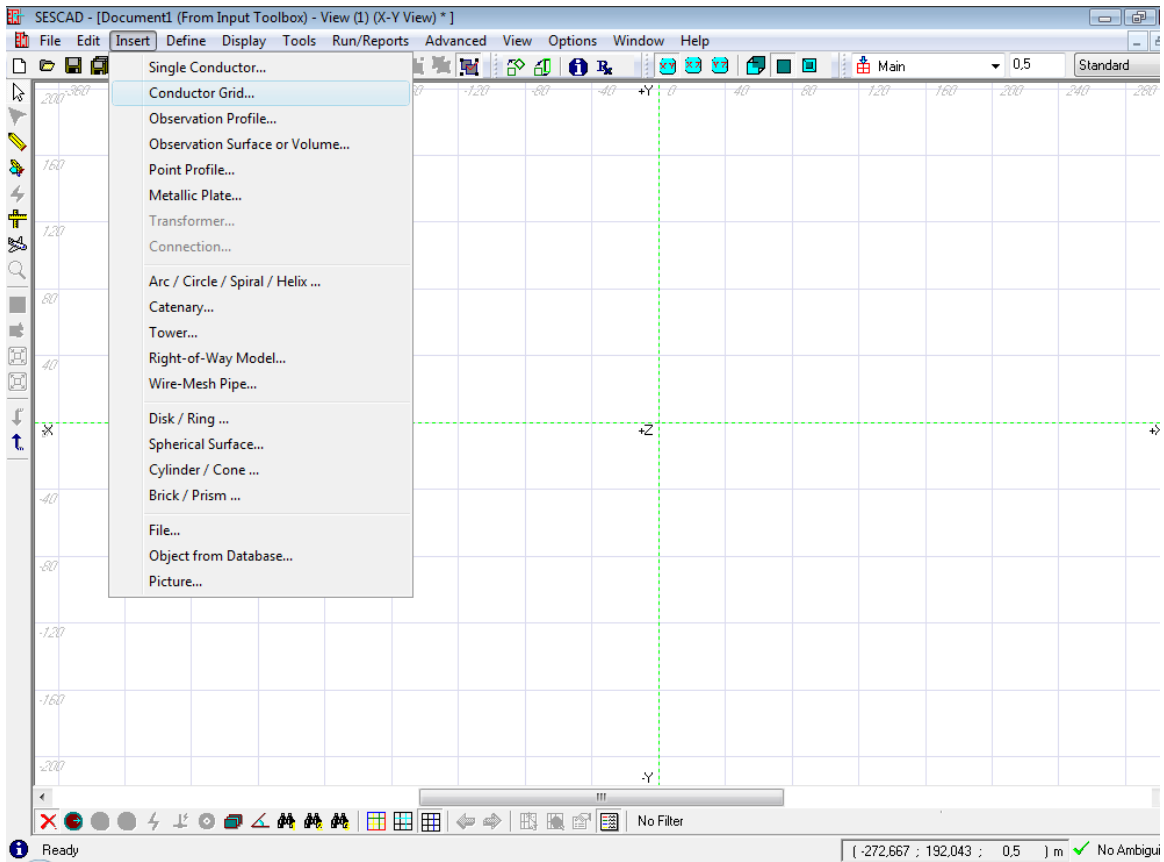 SESCAD - [Document1 (From Input Toolbox) - View (1) (X-Y View) * ]
File Edit Insert Define Display Tools Run/Reports Advanced View Options Window Help
Main 0,5 Standard
Single Conductor...
Conductor Grid...
Observation Profile...
Observation Surface or Volume...
Point Profile...
Metallic Plate...
Transformer...
Connection...
Arc / Circle / Spiral / Helix ...
Catenary...
Tower...
Right-of-Way Model...
Wire-Mesh Pipe...
Disk / Ring ...
Spherical Surface...
Cylinder / Cone ...
Brick / Prism ...
File...
Object from Database...
Picture...
-360 -120 -80 -40 +Y 0 40 80 120 160 200 240 280
200
160
120
80
40
-X +Z +X
-40
-80
-120
-160
-200
-Y
No Filter
Ready ( -272,667 ; 192,043 ; 0,5 ) m No Ambigui